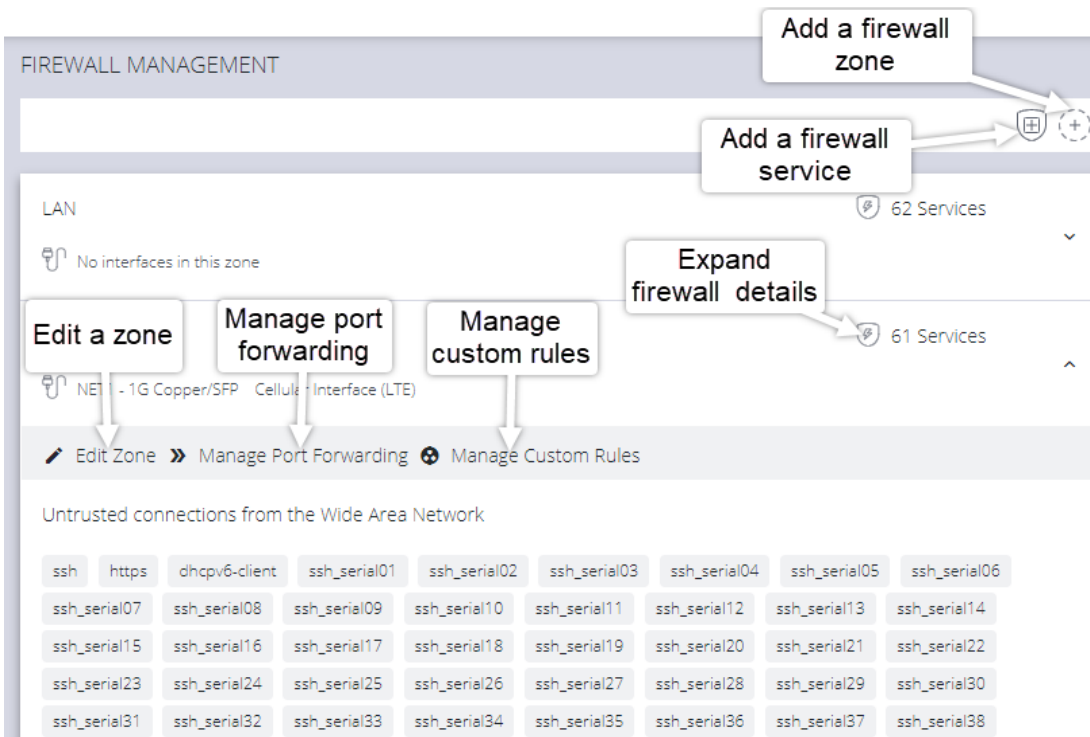 Add a firewall
zone
FIREWALL MANAGEMENT
Add a firewall
service
LAN
62 Services
No interfaces in this zone
Expand
firewall details
Edit a zone
Manage port
forwarding
Manage
custom rules
61 Services
NET1 - 1G Copper/SFP Cellular Interface (LTE)
Edit Zone Manage Port Forwarding Manage Custom Rules
Untrusted connections from the Wide Area Network
ssh https dhcpv6-client ssh_serial01 ssh_serial02 ssh_serial03 ssh_serial04 ssh_serial05 ssh_serial06
ssh_serial07 ssh_serial08 ssh_serial09 ssh_serial10 ssh_serial11 ssh_serial12 ssh_serial13 ssh_serial14
ssh_serial15 ssh_serial16 ssh_serial17 ssh_serial18 ssh_serial19 ssh_serial20 ssh_serial21 ssh_serial22
ssh_serial23 ssh_serial24 ssh_serial25 ssh_serial26 ssh_serial27 ssh_serial28 ssh_serial29 ssh_serial30
ssh_serial31 ssh_serial32 ssh_serial33 ssh_serial34 ssh_serial35 ssh_serial36 ssh_serial37 ssh_serial38